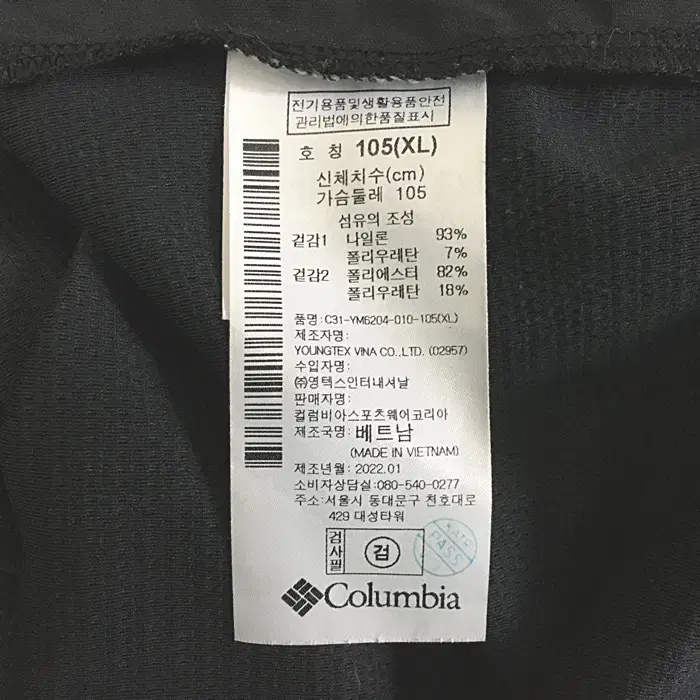 전기용품및생활용품안전
관리법에의한품질표시
호 칭 105(XL)
신체치수(cm)
가슴둘레 105
섬유의 조성
겉감1 나일론 93%
폴리우레탄 7%
겉감2 폴리에스터 82%
폴리우레탄 18%
품명:C31-YM6204-010-105(XL)
제조자명:
YOUNGTEX VINA CO.,LTD. (02957)
수입자명:
㈜영텍스인터내셔날
판매자명:
컬럼비아스포츠웨어코리아
제조국명:베트남
(MADE IN VIETNAM)
제조년월:2022.01
소비자상담실:080-540-0277
주소:서울시 동대문구 천호대로
429 대성타워
검사필 검
PASS
Columbia